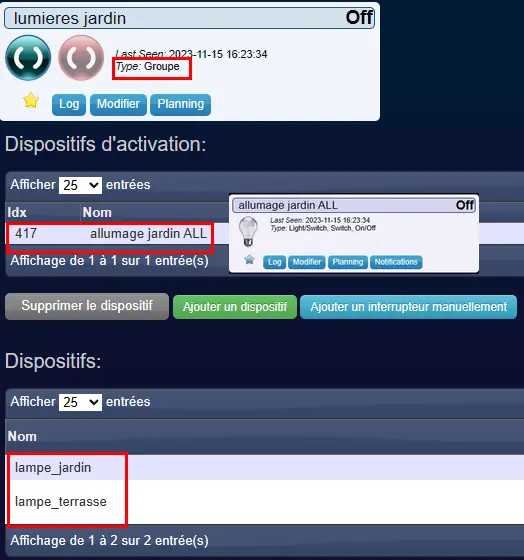 lumieres jardin Off
Last Seen: 2023-11-15 16:23:34
Type: Groupe
Log Modifier Planning
Dispositifs d'activation:
Afficher 25 entrées
Idx Nom
417 allumage jardin ALL
allumage jardin ALL Off
Last Seen: 2023-11-15 16:23:34
Type: Light/Switch, Switch, On/Off
Log Modifier Planning Notifications
Affichage de 1 à 1 sur 1 entrée(s)
Supprimer le dispositif Ajouter un dispositif Ajouter un interrupteur manuellement
Dispositifs:
Afficher 25 entrées
Nom
lampe_jardin
lampe_terrasse
Affichage de 1 à 2 sur 2 entrée(s)